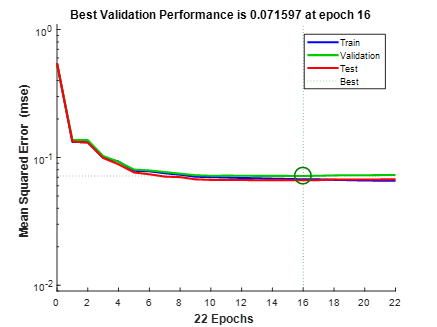 Best Validation Performance is 0.071597 at epoch 16
Mean Squared Error (mse)
10^0
10^-1
10^-2
Train
Validation
Test
Best
0 2 4 6 8 10 12 14 16 18 20 22
22 Epochs